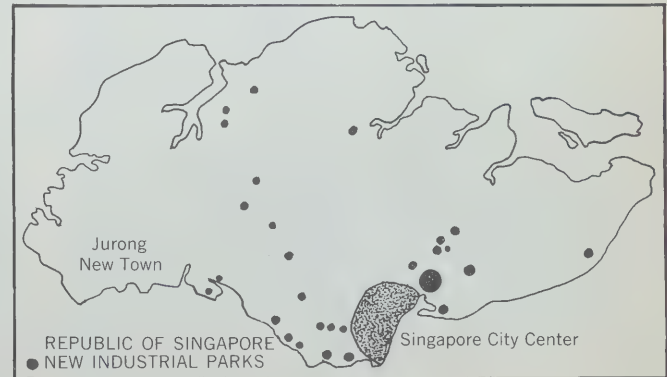 Jurong
New Town
Singapore City Center
REPUBLIC OF SINGAPORE
NEW INDUSTRIAL PARKS